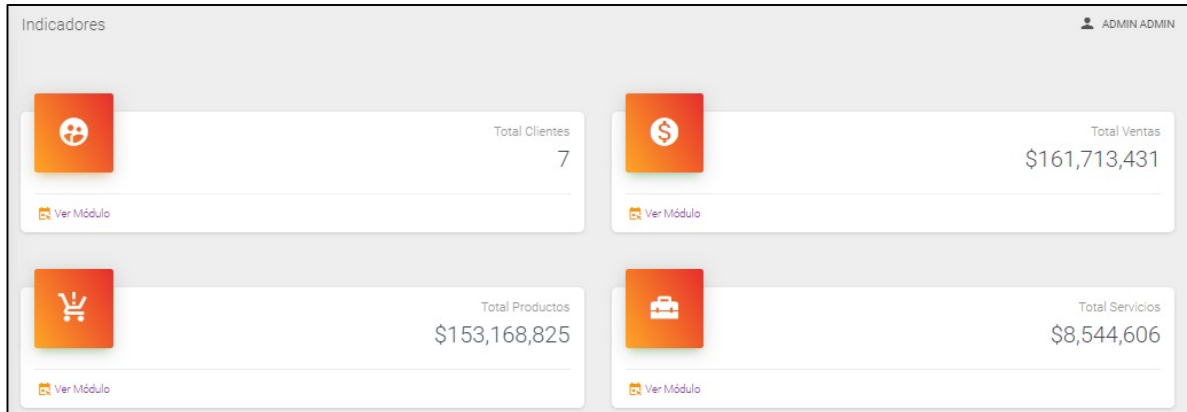 Indicadores
ADMIN ADMIN
Total Clientes
7
Ver Módulo
Total Ventas
$161,713,431
Ver Módulo
Total Productos
$153,168,825
Ver Módulo
Total Servicios
$8,544,606
Ver Módulo